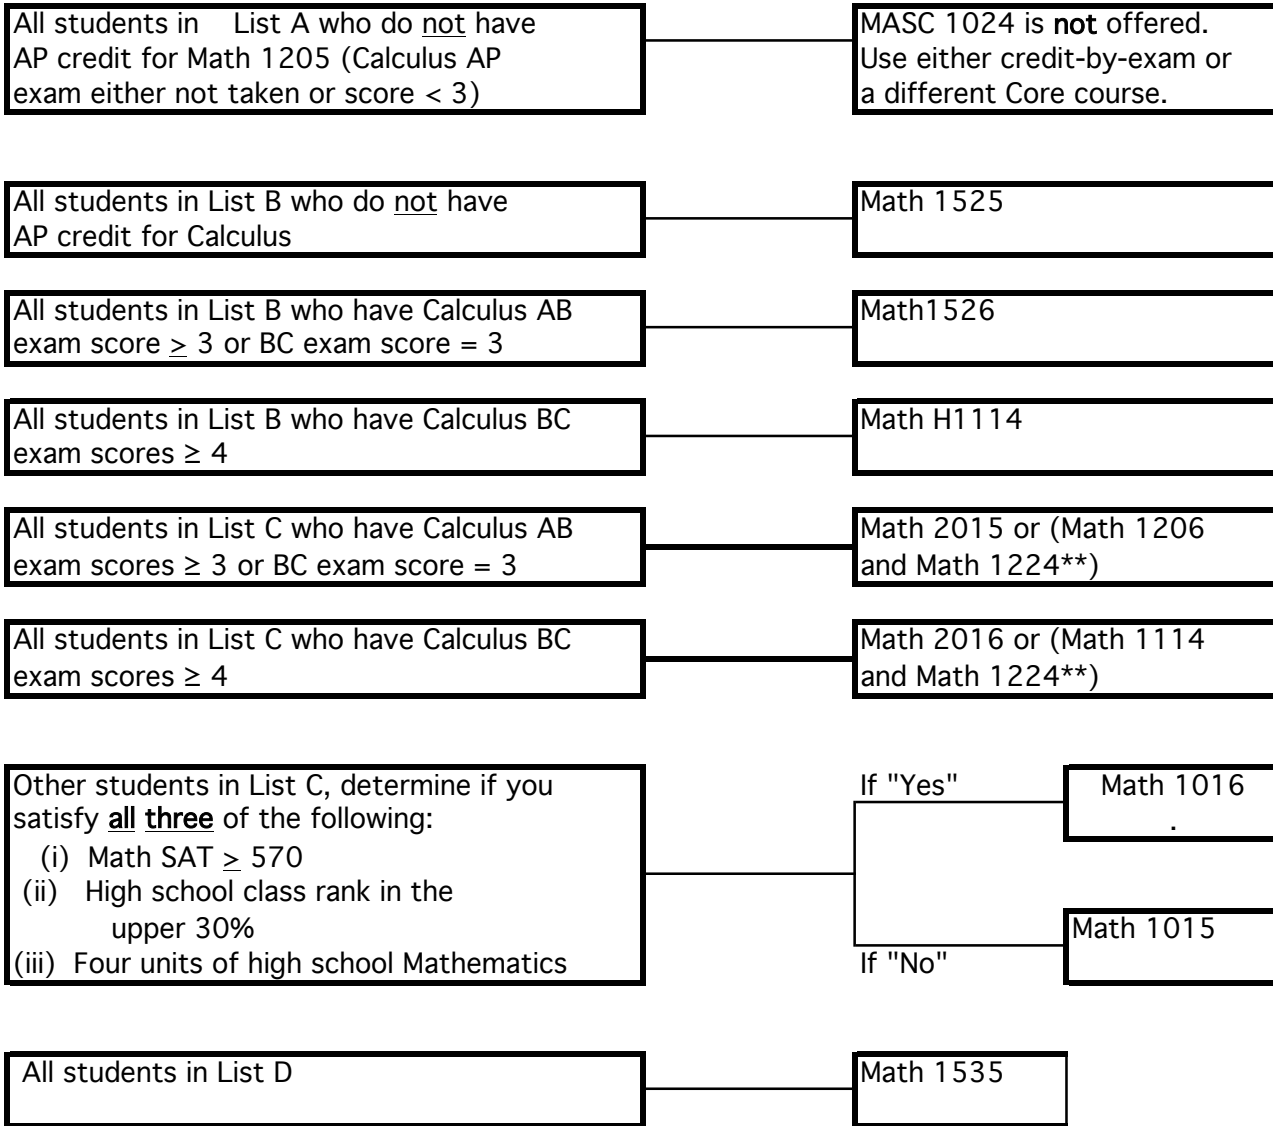 All students in List A who do not have
AP credit for Math 1205 (Calculus AP
exam either not taken or score < 3)
MASC 1024 is not offered.
Use either credit-by-exam or
a different Core course.
All students in List B who do not have
AP credit for Calculus
Math 1525
All students in List B who have Calculus AB
exam score ≥ 3 or BC exam score = 3
Math1526
All students in List B who have Calculus BC
exam scores ≥ 4
Math H1114
All students in List C who have Calculus AB
exam scores ≥ 3 or BC exam score = 3
Math 2015 or (Math 1206
and Math 1224**)
All students in List C who have Calculus BC
exam scores ≥ 4
Math 2016 or (Math 1114
and Math 1224**)
Other students in List C, determine if you
satisfy all three of the following:
(i) Math SAT ≥ 570
(ii) High school class rank in the
upper 30%
(iii) Four units of high school Mathematics
If "Yes"
Math 1016
.
If "No"
Math 1015
All students in List D
Math 1535